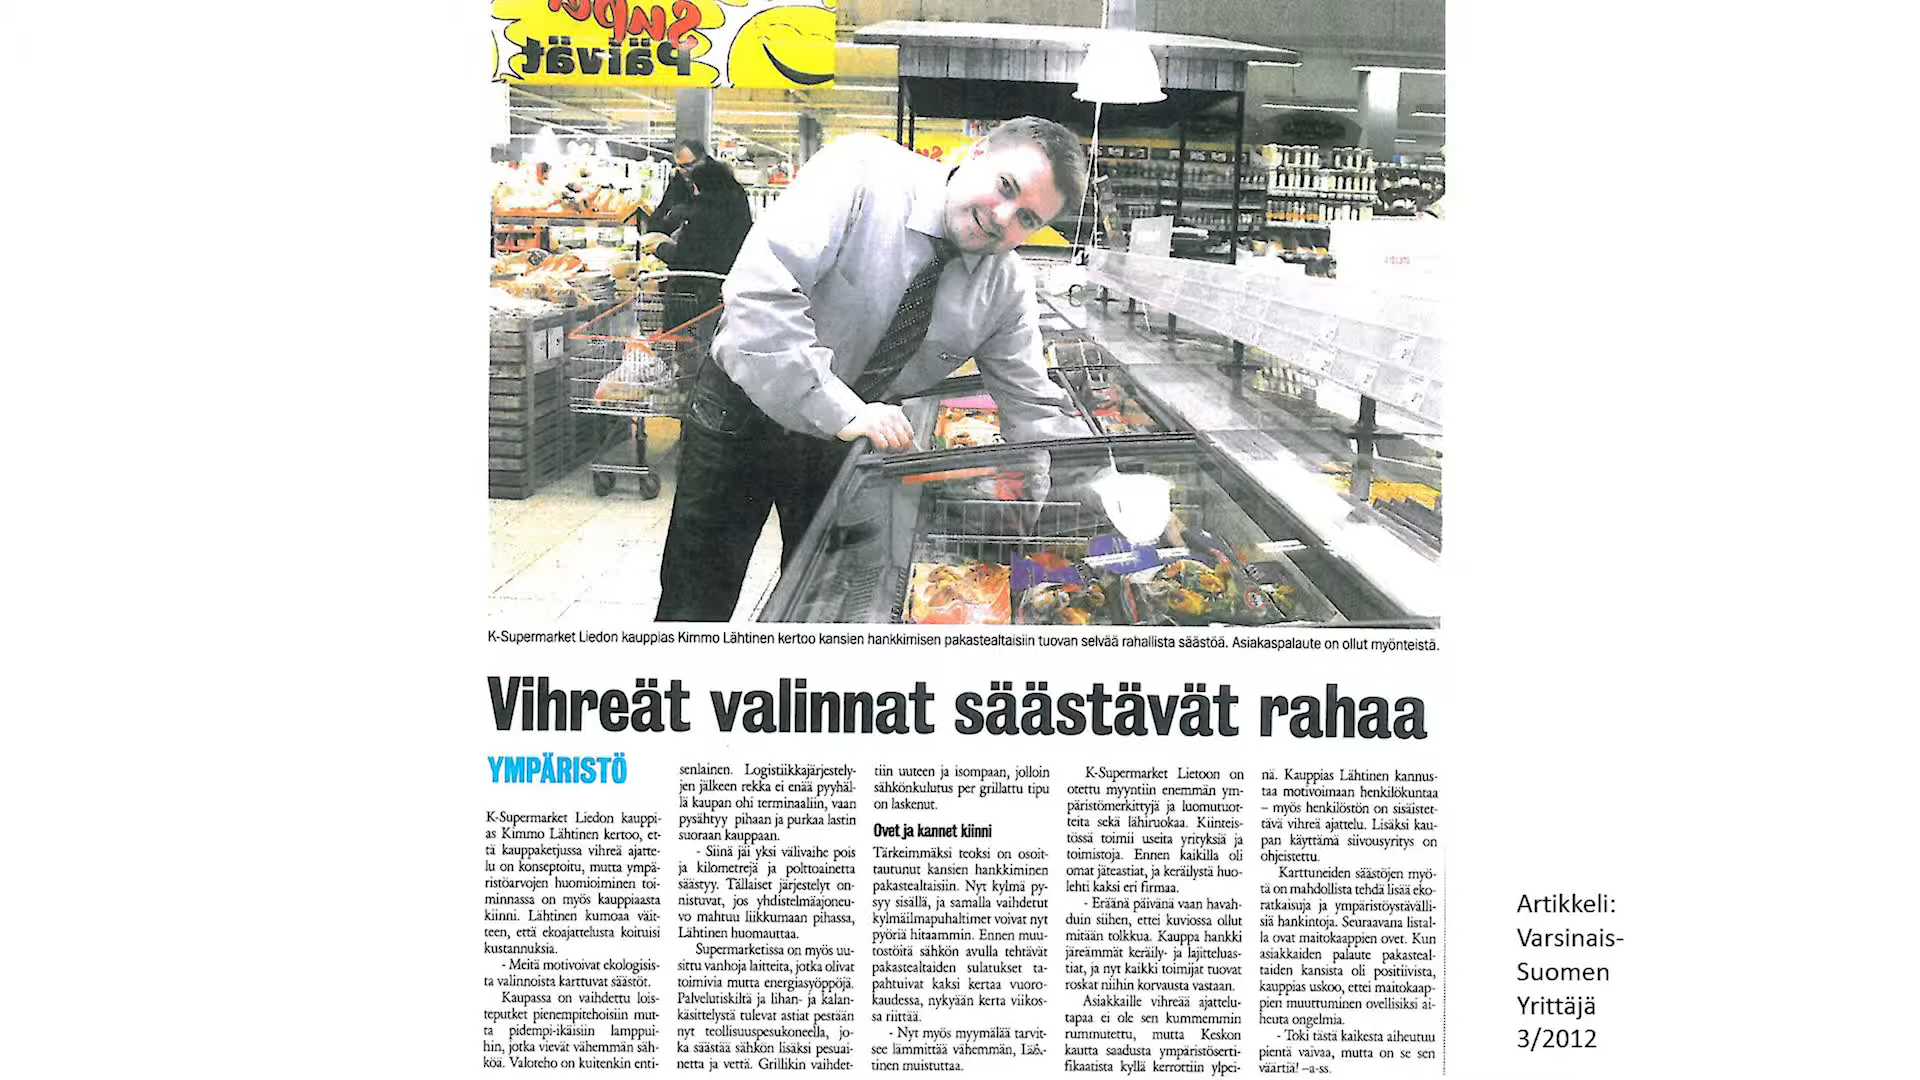 Super
Päivät
K-Supermarket Liedon kauppias Kimmo Lähtinen kertoo kansien hankkimisen pakastealtaisiin tuovan selvää rahallista säästöä. Asiakaspalaute on ollut myönteistä.
Vihreät valinnat säästävät rahaa
YMPÄRISTÖ
K-Supermarket Liedon kauppi-
as Kimmo Lähtinen kertoo, et-
tä kauppaketjussa vihreä ajatte-
lu on konseptoitu, mutta ympä-
ristöarvojen huomioiminen toi-
minnassa on myös kauppiaasta
kiinni. Lähtinen kumoaa väit-
teen, että ekoajattelusta koituisi
kustannuksia.
- Meitä motivoivat ekologisis-
ta valinnoista karttuvat säästöt.
Kaupassa on vaihdettu lois-
teputket pienempitehoisiin mut-
ta pidempi-ikäisiin lamppui-
hin, jotka vievät vähemmän säh-
köä. Valoteho on kuitenkin enti-
senlainen. Logistiikkajärjestely-
jen jälkeen rekka ei enää pyyhäl-
lä kaupan ohi terminaaliin, vaan
pysähtyy pihaan ja purkaa lastin
suoraan kauppaan.
- Siinä jäi yksi välivaihe pois
ja kilometrejä ja polttoainetta
säästyy. Tällaiset järjestelyt on-
nistuvat, jos yhdistelmäajoneu-
vo mahtuu liikkumaan pihassa,
Lähtinen huomauttaa.
Supermarketissa on myös uu-
sittu vanhoja laitteita, jotka olivat
toimivia mutta energiasyöppöjä.
Palvelutiskiltä ja lihan- ja kalan-
käsittelystä tulevat astiat pestään
nyt teollisuuspesukoneella, jo-
ka säästää sähkön lisäksi pesuai-
netta ja vettä. Grillikin vaihdet-
tiin uuteen ja isompaan, jolloin
sähkönkulutus per grillattu tipu
on laskenut.
Ovet ja kannet kiinni
Tärkeimmäksi teoksi on osoit-
tautunut kansien hankkiminen
pakastealtaisiin. Nyt kylmä py-
syy sisällä, ja samalla vaihdetut
kylmäilmapuhaltimet voivat nyt
pyöriä hitaammin. Ennen muu-
tostöitä sähkön avulla tehtävät
pakastealtaiden sulatukset ta-
pahtuivat kaksi kertaa vuoro-
kaudessa, nykyään kerta viikos-
sa riittää.
- Nyt myös myymälää tarvit-
see lämmittää vähemmän, Läh-
tinen muistuttaa.
K-Supermarket Lietoon on
otettu myyntiin enemmän ym-
päristömerkittyjä ja luomutuot-
teita sekä lähiruokaa. Kiinteis-
tössä toimii useita yrityksiä ja
toimistoja. Ennen kaikilla oli
omat jäteastiat, ja keräilystä huo-
lehti kaksi eri firmaa.
- Eräänä päivänä vaan havah-
duin siihen, ettei kuviossa ollut
mitään tolkkua. Kauppa hankki
järeämmät keräily- ja lajitteluas-
tiat, ja nyt kaikki toimijat tuovat
roskat niihin korvausta vastaan.
Asiakkaille vihreää ajattelu-
tapaa ei ole sen kummemmin
rummutettu, mutta Keskon
kautta saadusta ympäristöserti-
fikaatista kyllä kerrottiin ylpei-
nä. Kauppias Lähtinen kannus-
taa motivoimaan henkilökuntaa
– myös henkilöstön on sisäistet-
tävä vihreä ajattelu. Lisäksi kau-
pan käyttämä siivousyritys on
ohjeistettu.
Karttuneiden säästöjen myö-
tä on mahdollista tehdä lisää eko-
ratkaisuja ja ympäristöystävälli-
siä hankintoja. Seuraavana listal-
la ovat maitokaappien ovet. Kun
asiakkaiden palaute pakasteal-
taiden kansista oli positiivista,
kauppias uskoo, ettei maitokaap-
pien muuttuminen ovellisiksi ai-
heuta ongelmia.
- Toki tästä kaikesta aiheutuu
pientä vaivaa, mutta on se sen
väärtiä! –a-ss.
Artikkeli:
Varsinais-
Suomen
Yrittäjä
3/2012